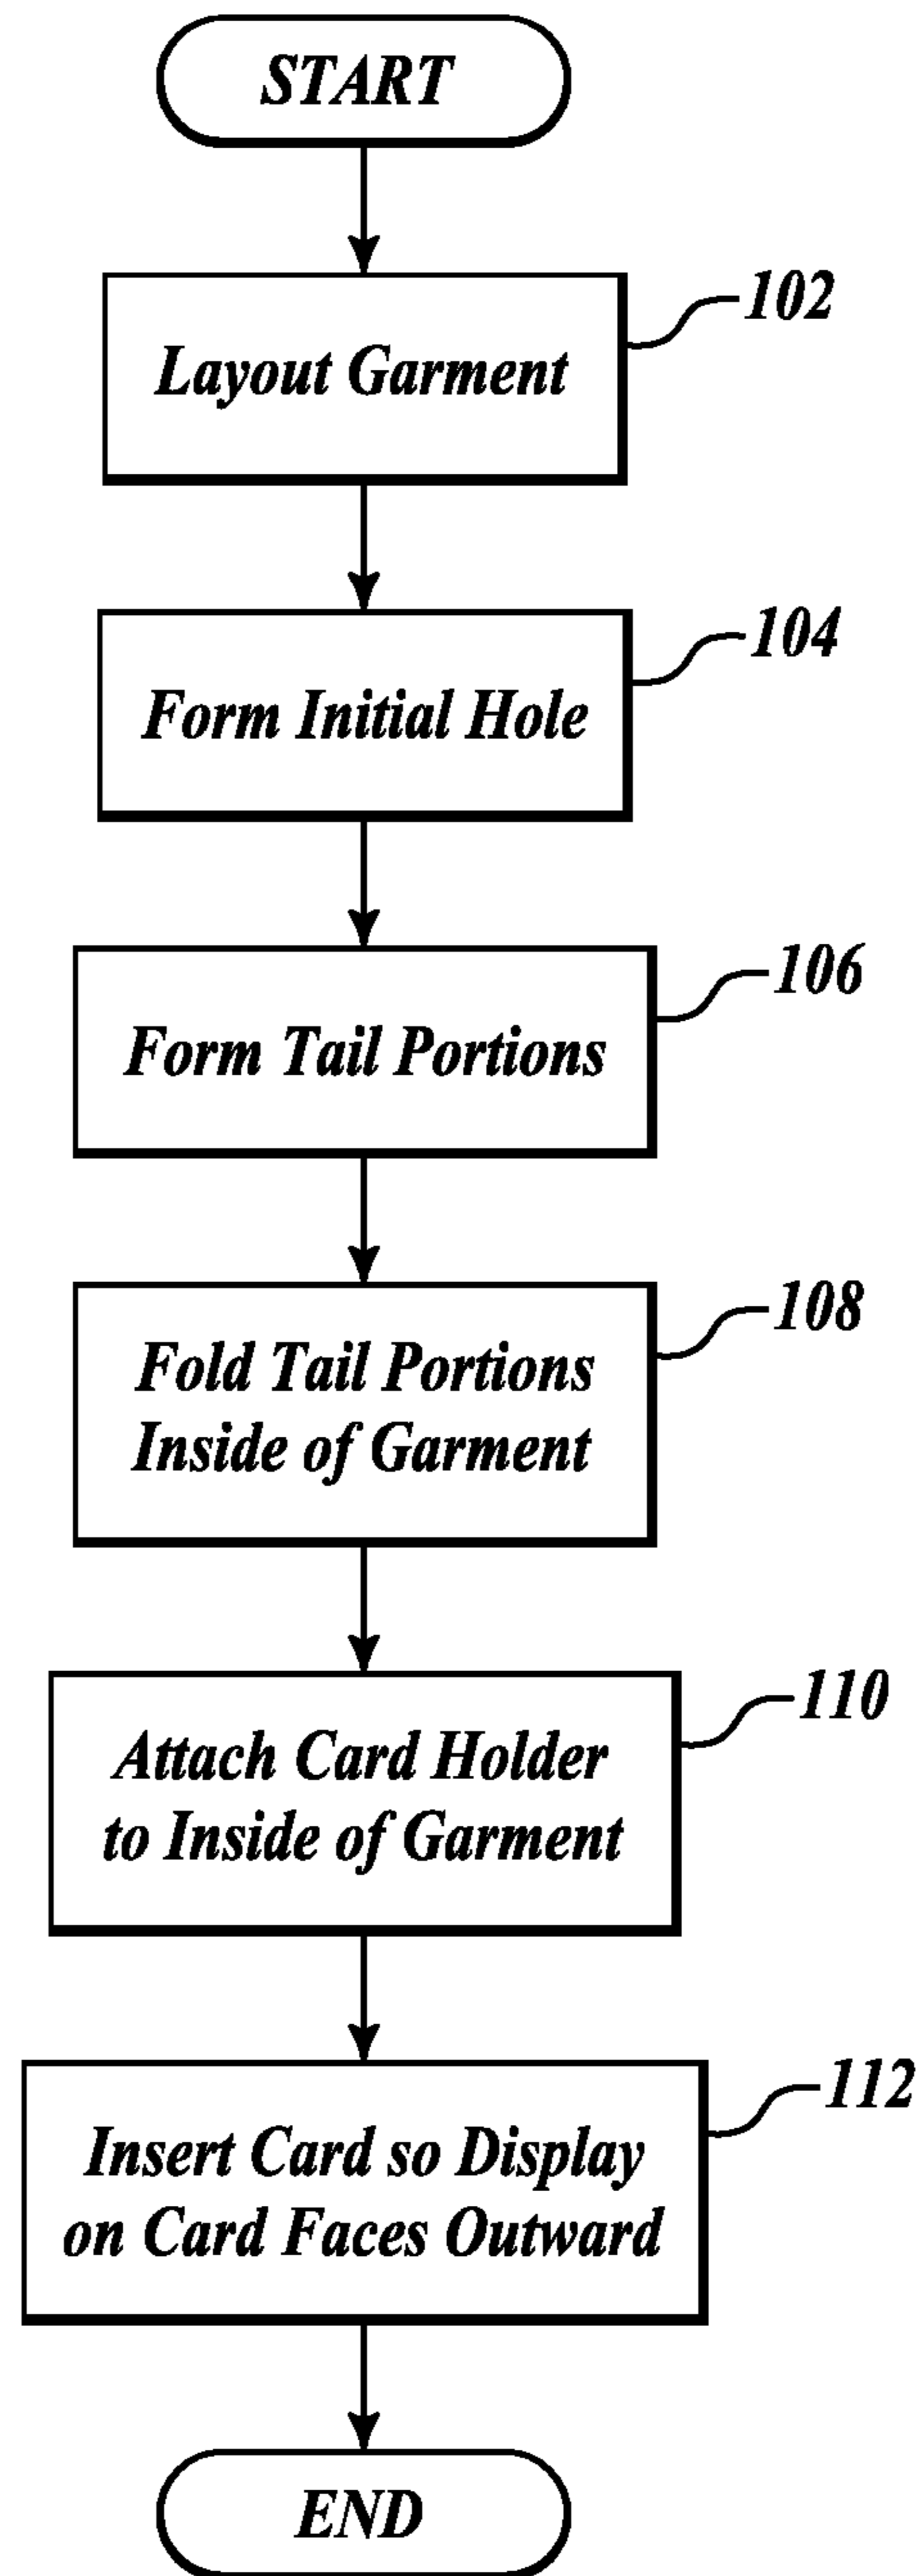 START
102
Layout Garment
104
Form Initial Hole
106
Form Tail Portions
108
Fold Tail Portions
Inside of Garment
110
Attach Card Holder
to Inside of Garment
112
Insert Card so Display
on Card Faces Outward
END